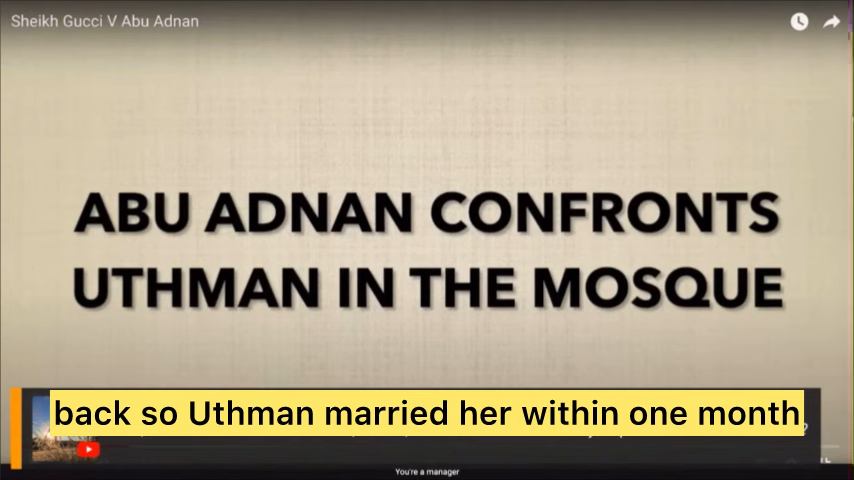 Sheikh Gucci V Abu Adnan
ABU ADNAN CONFRONTS
UTHMAN IN THE MOSQUE
back so Uthman married her within one month
You're a manager